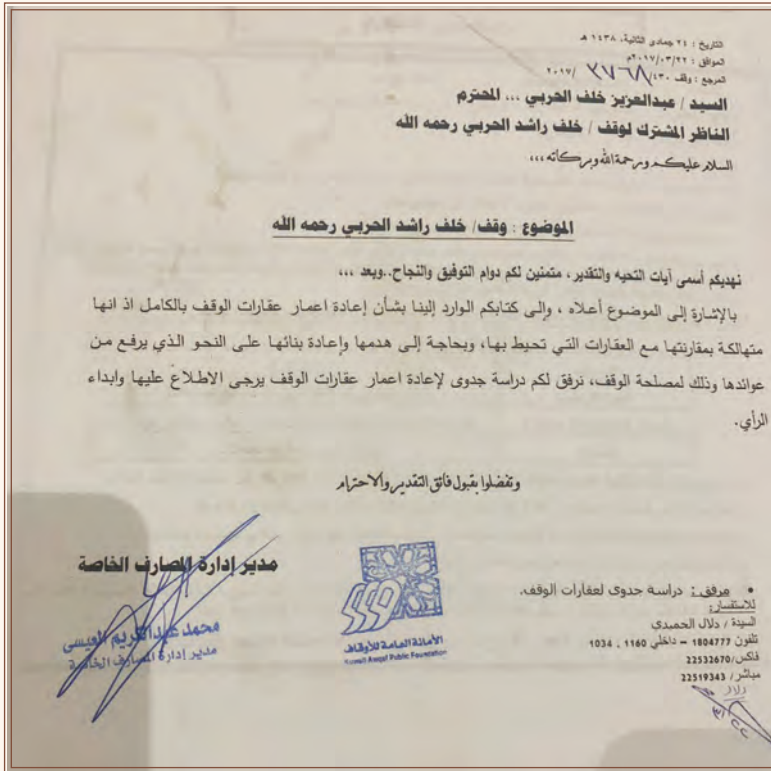 التاريخ : ٢٤ جمادى الثانية، ١٤٣٨ هـ
الموافق : ٢٠١٧/٠٣/٢٢م
المرجع : وقف ٤٣٠/ ٣٧٦٨ /٢٠١٧
السيد / عبدالعزيز خلف الحربي ... المحترم
الناظر المشترك لوقف / خلف راشد الحربي رحمه الله
السلام عليكم ورحمة الله وبركاته ،،،
الموضوع : وقف/ خلف راشد الحربي رحمه الله
نهديكم أسمى آيات التحيه والتقدير، متمنين لكم دوام التوفيق والنجاح..وبعد ،،،
بالإشارة إلى الموضوع أعلاه ، وإلى كتابكم الوارد إلينا بشأن إعادة اعمار عقارات الوقف بالكامل اذ انها
متهالكة بمقارنتها مع العقارات التي تحيط بها، وبحاجة إلى هدمها وإعادة بنائها على النحو الذي يرفع من
عوائدها وذلك لمصلحة الوقف، نرفق لكم دراسة جدوى لإعادة اعمار عقارات الوقف يرجى الاطلاع عليها وابداء
الرأي.
وتفضلوا بقبول فائق التقدير والاحترام
مدير إدارة المصارف الخاصة
محمد عبدالكريم العيسى
مدير إدارة المصارف الخاصة
الأمانة العامة للأوقاف
Kuwait Awqaf Public Foundation
• مرفق : دراسة جدوى لعقارات الوقف.
للاستفسار:
السيدة / دلال الحميدي
تلفون 1804777 – داخلي 1160 ، 1034
فاكس/22532670
مباشر/ 22519343
دلال
٣/٢٢